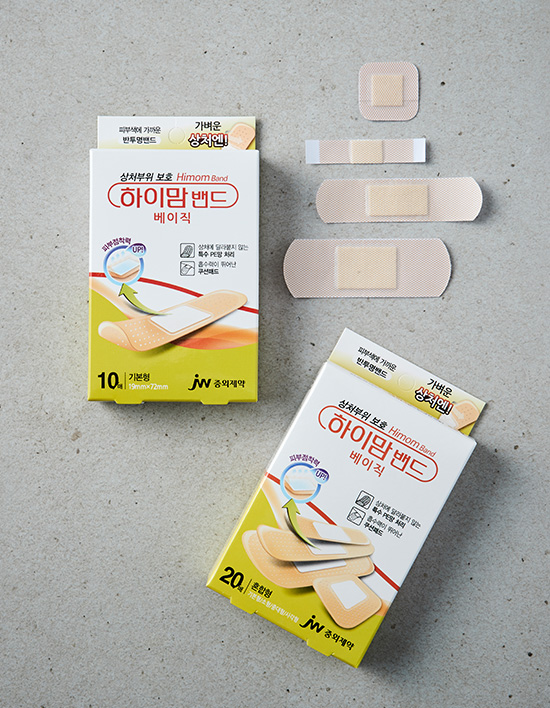 피부색에 가까운
반투명밴드
가벼운
상처엔!
상처부위 보호 Himom Band
하이맘 밴드
베이직
피부점착력
UP!!
상처에 달라붙지 않는
특수 PE망 처리
흡수력이 뛰어난
쿠션패드
10매 기본형
19mm×72mm
jw 중외제약
피부색에 가까운
반투명밴드
가벼운
상처엔!
상처부위 보호 Himom Band
하이맘 밴드
베이직
피부점착력
UP!!
상처에 달라붙지 않는
특수 PE망 처리
흡수력이 뛰어난
쿠션패드
20매 혼합형
jw 중외제약